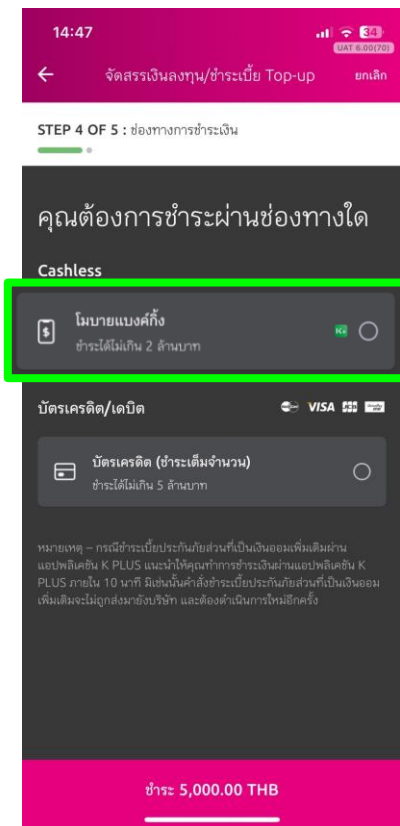 14:47
34
UAT 6.00(70)
จัดสรรเงินลงทุน/ชำระเบี้ย Top-up
ยกเลิก
STEP 4 OF 5 : ช่องทางการชำระเงิน
คุณต้องการชำระผ่านช่องทางใด
Cashless
โมบายแบงค์กิ้ง
ชำระได้ไม่เกิน 2 ล้านบาท
K+
บัตรเครดิต/เดบิต
VISA JCB
บัตรเครดิต (ชำระเต็มจำนวน)
ชำระได้ไม่เกิน 5 ล้านบาท
หมายเหตุ – กรณีชำระเบี้ยประกันภัยส่วนที่เป็นเงินออมเพิ่มเติมผ่าน
แอปพลิเคชัน K PLUS แนะนำให้คุณทำการชำระเงินผ่านแอปพลิเคชัน K
PLUS ภายใน 10 นาที มิเช่นนั้นคำสั่งชำระเบี้ยประกันภัยส่วนที่เป็นเงินออม
เพิ่มเติมจะไม่ถูกส่งมายังบริษัท และต้องดำเนินการใหม่อีกครั้ง
ชำระ 5,000.00 THB